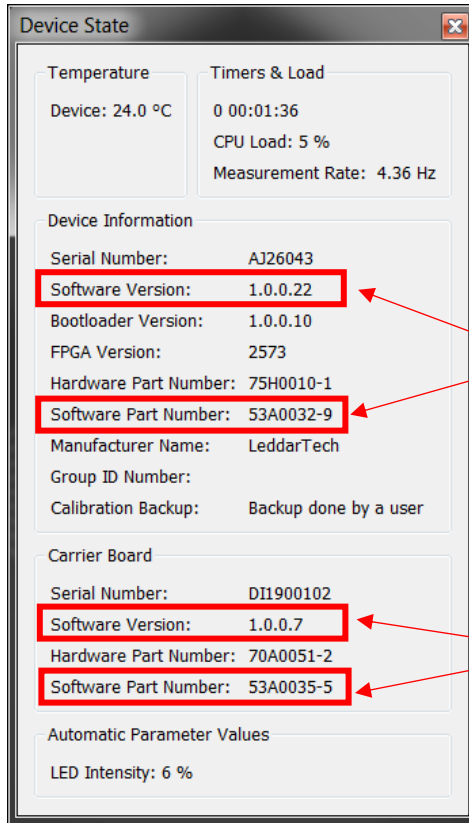 Device State
Temperature
Device: 24.0 °C
Timers & Load
0 00:01:36
CPU Load: 5 %
Measurement Rate: 4.36 Hz
Device Information
Serial Number: AJ26043
Software Version: 1.0.0.22
Bootloader Version: 1.0.0.10
FPGA Version: 2573
Hardware Part Number: 75H0010-1
Software Part Number: 53A0032-9
Manufacturer Name: LeddarTech
Group ID Number:
Calibration Backup: Backup done by a user
Carrier Board
Serial Number: DI1900102
Software Version: 1.0.0.7
Hardware Part Number: 70A0051-2
Software Part Number: 53A0035-5
Automatic Parameter Values
LED Intensity: 6 %